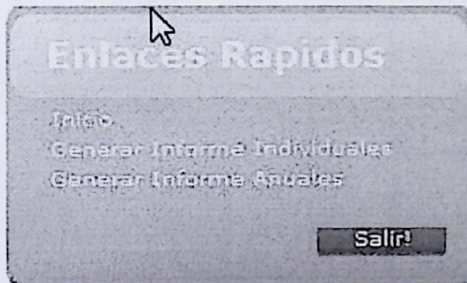 Enlaces Rapidos
Inicio
Generar Informe Individuales
Generar Informe Anuales
Salir!